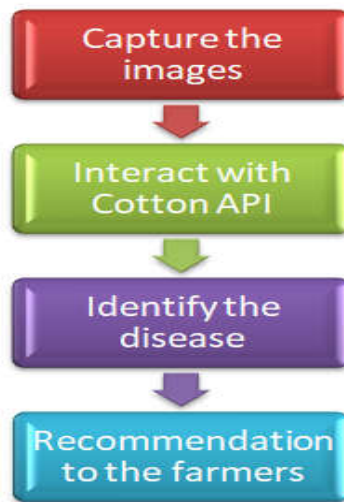 Capture the
images
Interact with
Cotton API
Identify the
disease
Recommendation
to the farmers